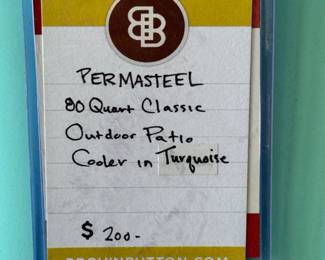 PERMASTEEL
80 Quart Classic
Outdoor Patio
Cooler in Turquoise
$ 200-